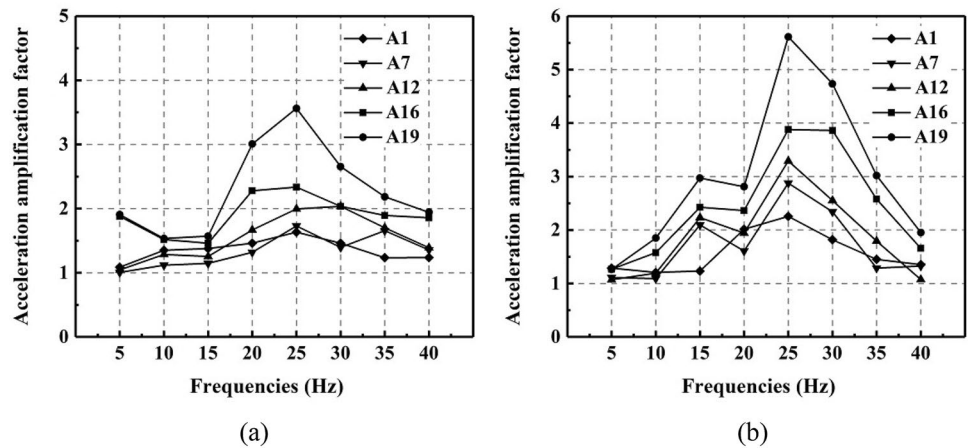 Acceleration amplification factor
5
4
3
2
1
0
A1
A7
A12
A16
A19
5 10 15 20 25 30 35 40
Frequencies (Hz)
(a)
Acceleration amplification factor
6
5
4
3
2
1
0
A1
A7
A12
A16
A19
5 10 15 20 25 30 35 40
Frequencies (Hz)
(b)